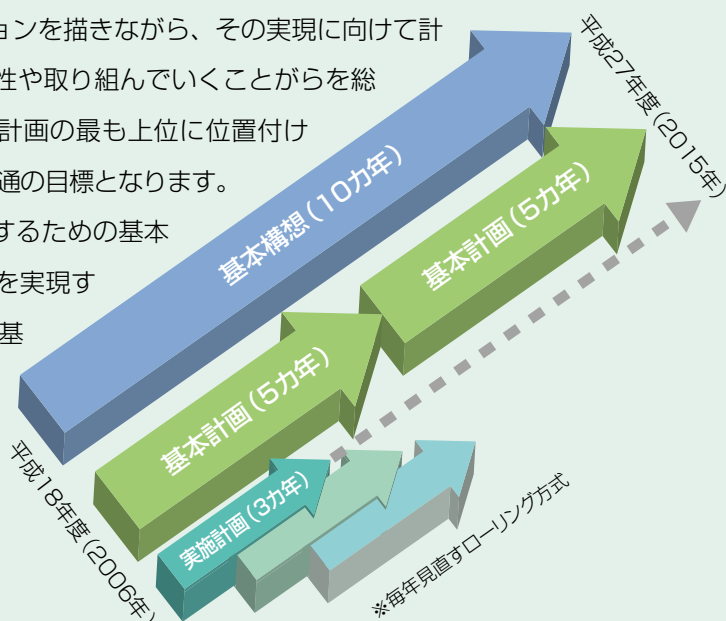 ョンを描きながら、その実現に向けて計
性や取り組んでいくことがらを総
計画の最も上位に位置付け
通の目標となります。
するための基本
を実現す
基
平成27年度(2015年)
基本構想(10カ年)
基本計画(5カ年)
基本計画(5カ年)
実施計画(3カ年)
平成18年度(2006年)
※毎年見直すローリング方式